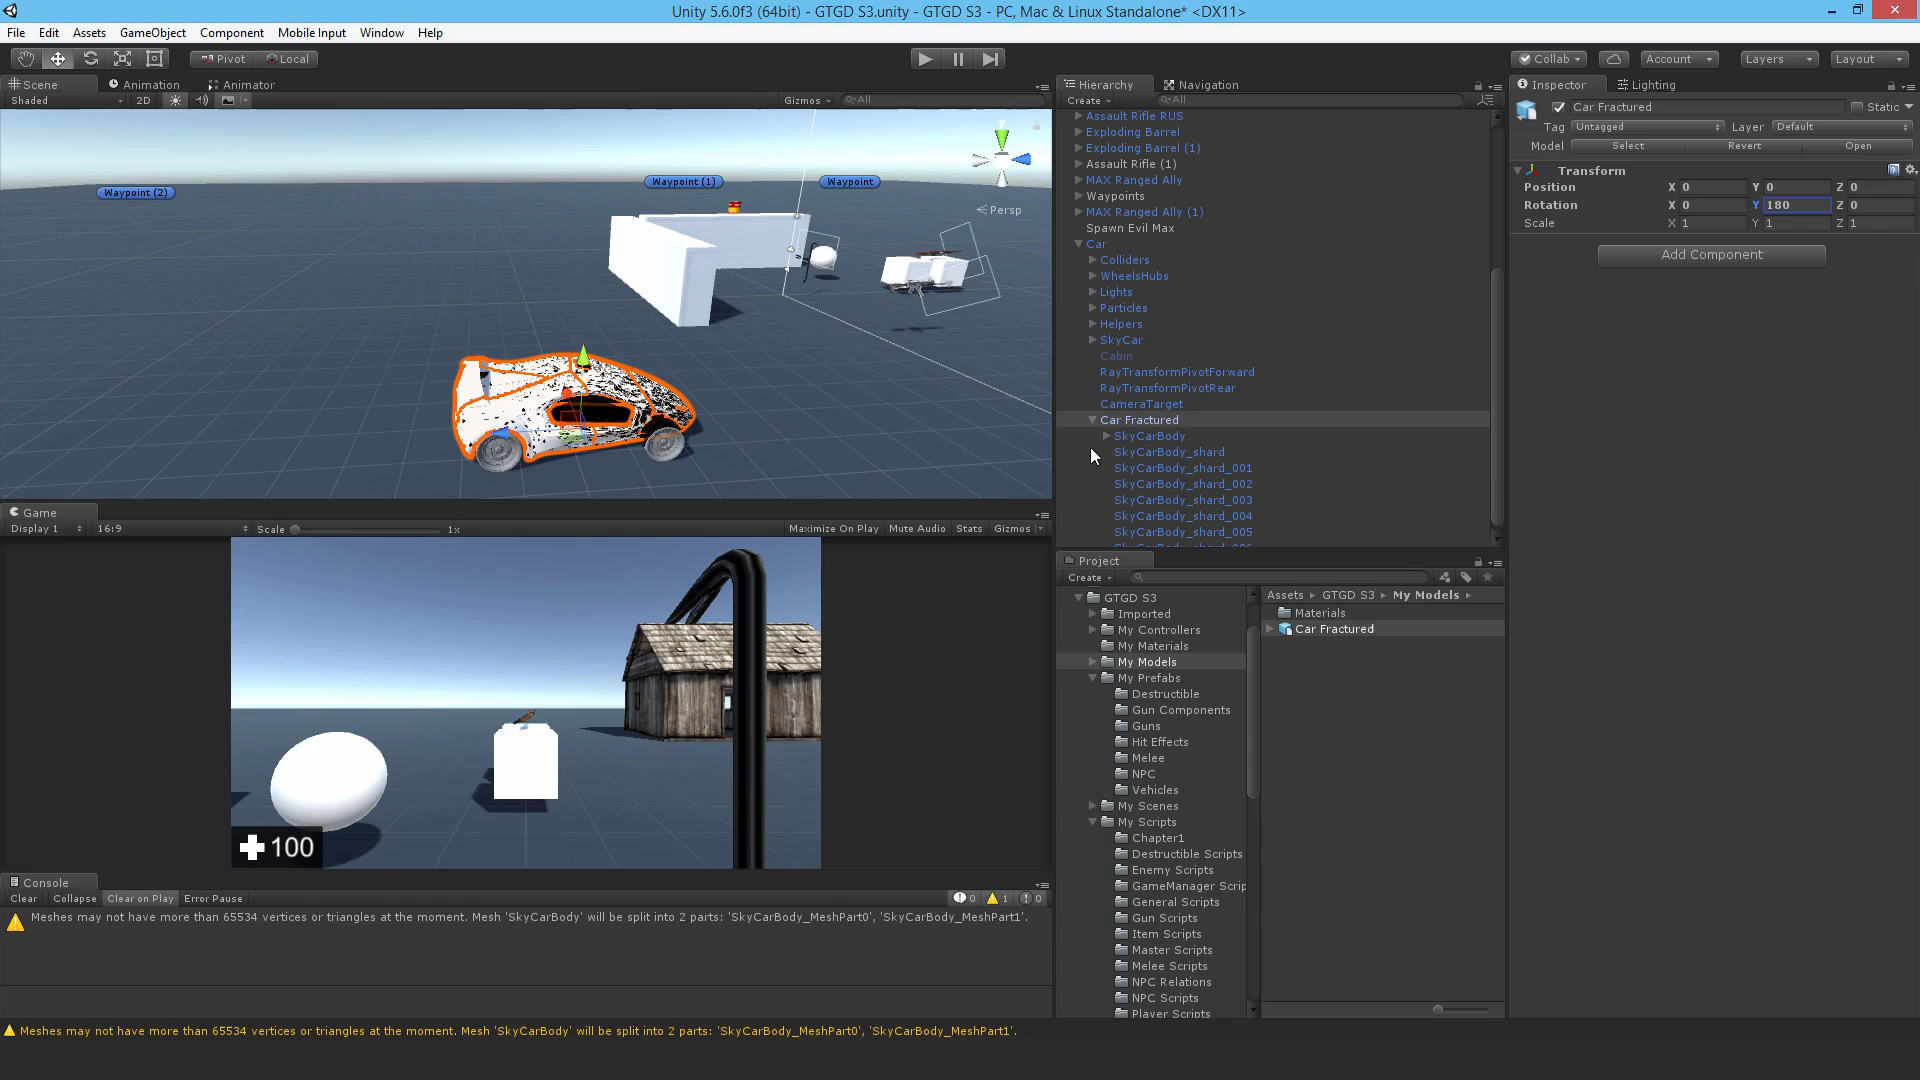 Unity 5.6.0f3 (64bit) - GTGD S3.unity - GTGD S3 - PC, Mac & Linux Standalone* <DX11>
File Edit Assets GameObject Component Mobile Input Window Help
Pivot Local Collab Account Layers Layout
Scene Animation Animator
Shaded 2D Gizmos All
Waypoint (2)
Waypoint (1)
Waypoint
Y
Persp
Game
Display 1 16:9 Scale 1x Maximize On Play Mute Audio Stats Gizmos
100
Console
Clear Collapse Clear on Play Error Pause 0 1 0
Meshes may not have more than 65534 vertices or triangles at the moment. Mesh 'SkyCarBody' will be split into 2 parts: 'SkyCarBody_MeshPart0', 'SkyCarBody_MeshPart1'.
Meshes may not have more than 65534 vertices or triangles at the moment. Mesh 'SkyCarBody' will be split into 2 parts: 'SkyCarBody_MeshPart0', 'SkyCarBody_MeshPart1'.
Hierarchy Navigation
Create All
Assault Rifle RUS
Exploding Barrel
Exploding Barrel (1)
Assault Rifle (1)
MAX Ranged Ally
Waypoints
MAX Ranged Ally (1)
Spawn Evil Max
Car
Colliders
WheelsHubs
Lights
Particles
Helpers
SkyCar
Cabin
RayTransformPivotForward
RayTransformPivotRear
CameraTarget
Car Fractured
SkyCarBody
SkyCarBody_shard
SkyCarBody_shard_001
SkyCarBody_shard_002
SkyCarBody_shard_003
SkyCarBody_shard_004
SkyCarBody_shard_005
Project
Create
GTGD S3
Imported
My Controllers
My Materials
My Models
My Prefabs
Destructible
Gun Components
Guns
Hit Effects
Melee
NPC
Vehicles
My Scenes
My Scripts
Chapter1
Destructible Scripts
Enemy Scripts
GameManager Scrip
General Scripts
Gun Scripts
Item Scripts
Master Scripts
Melee Scripts
NPC Relations
NPC Scripts
Player Scripts
Assets GTGD S3 My Models
Materials
Car Fractured
Inspector Lighting
Car Fractured Static
Tag Untagged Layer Default
Model Select Revert Open
Transform
Position X 0 Y 0 Z 0
Rotation X 0 Y 180 Z 0
Scale X 1 Y 1 Z 1
Add Component